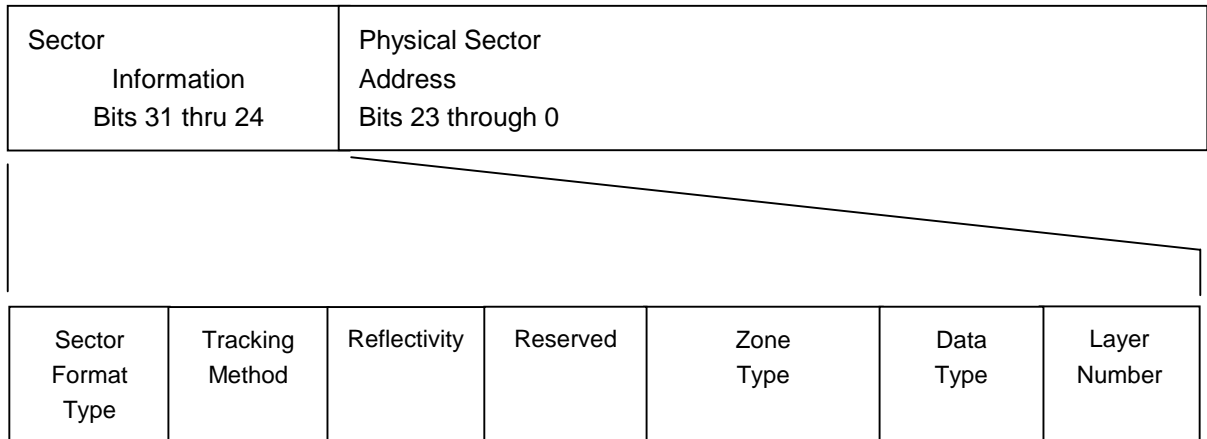 Sector
Information
Bits 31 thru 24
Physical Sector
Address
Bits 23 through 0
Sector
Format
Type
Tracking
Method
Reflectivity
Reserved
Zone
Type
Data
Type
Layer
Number